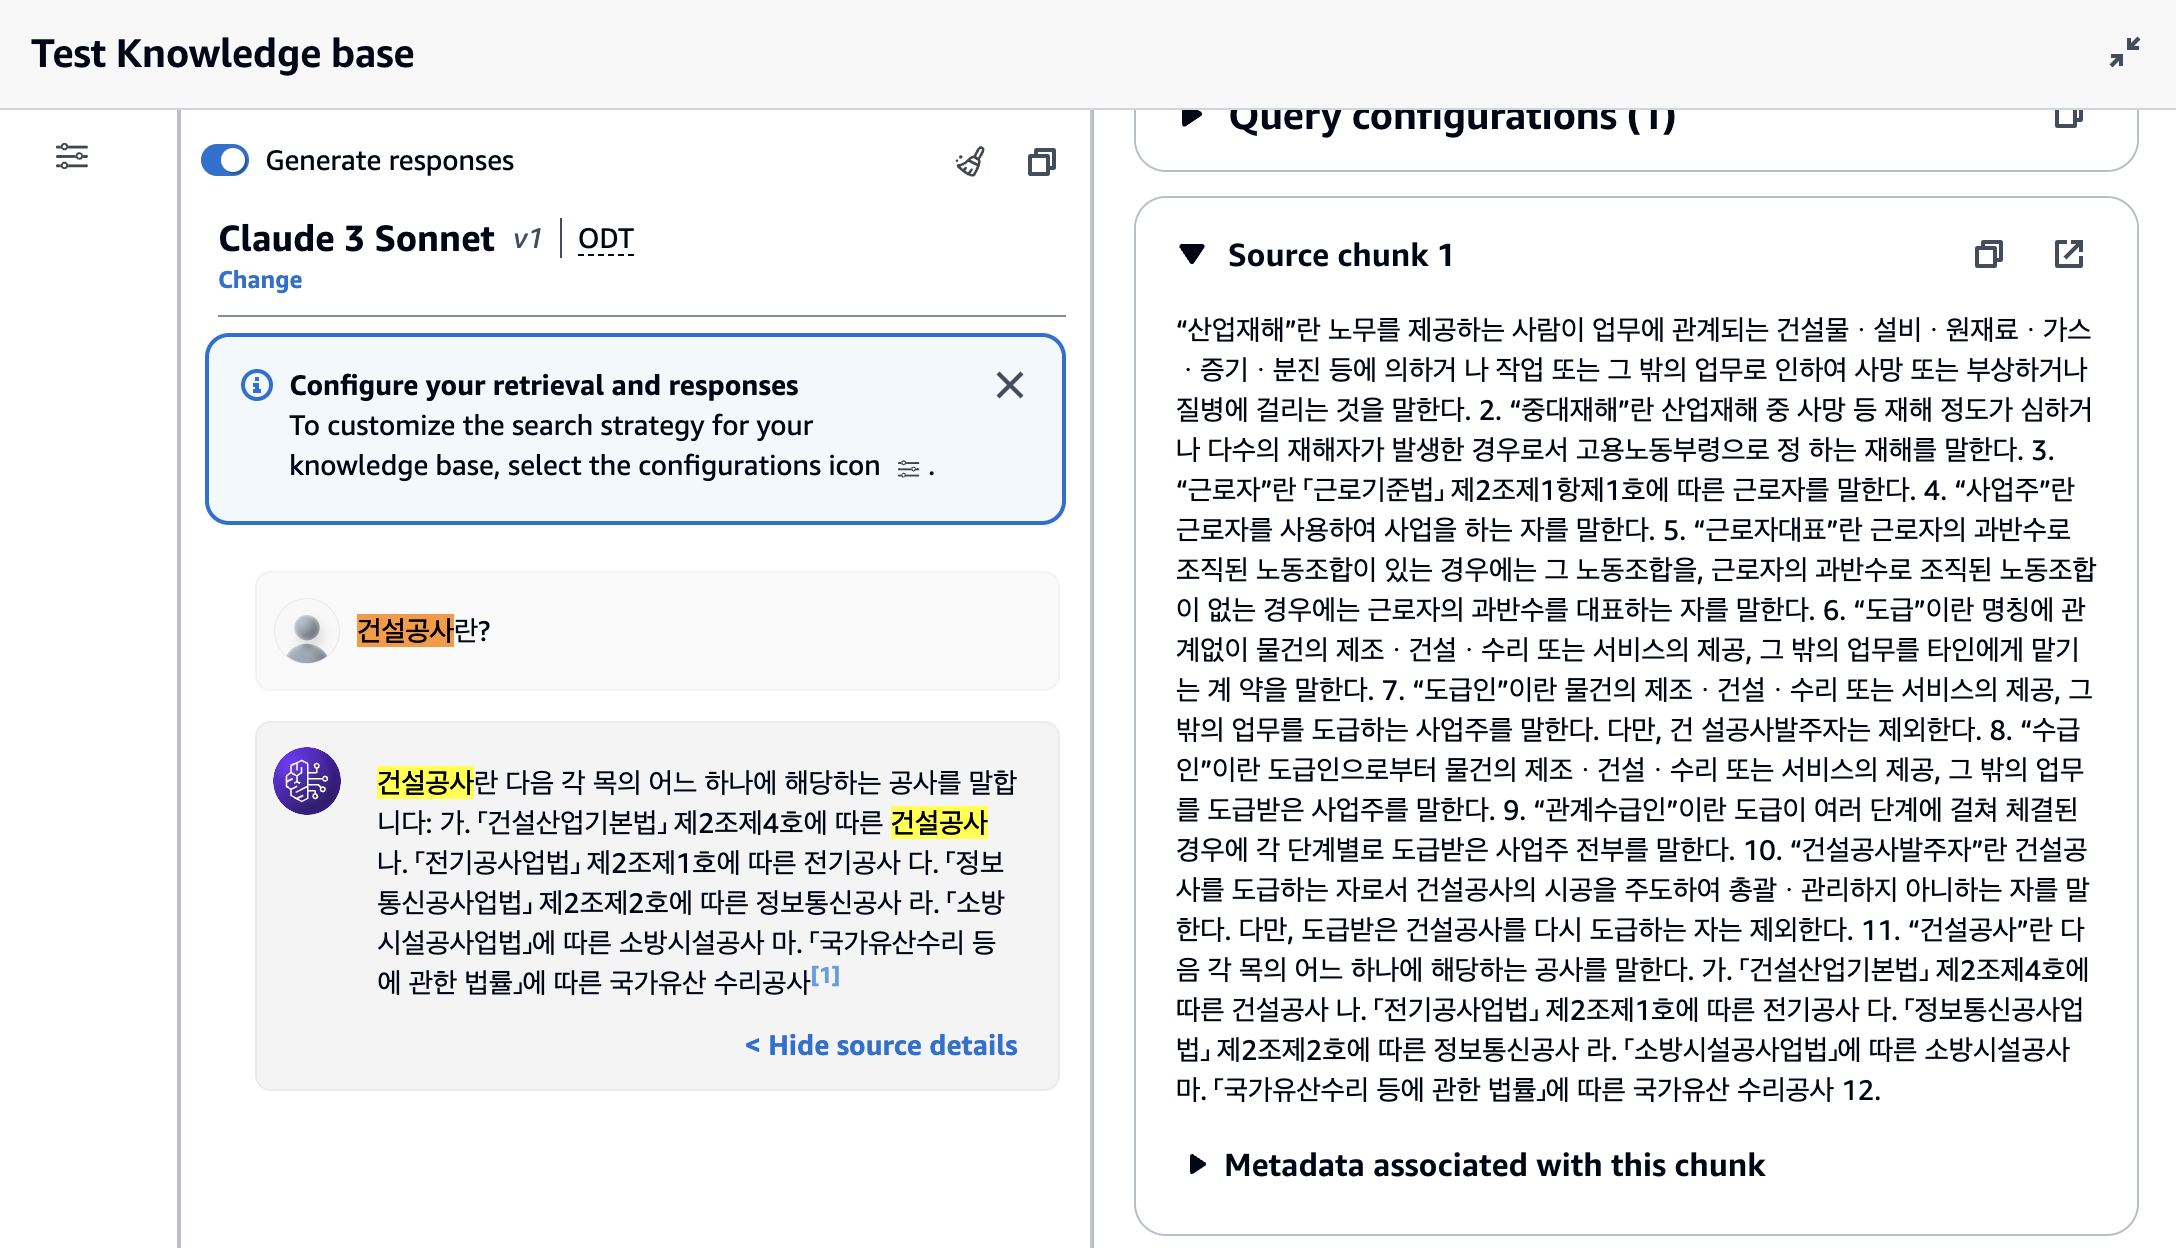 Test Knowledge base
Generate responses
Claude 3 Sonnet v1 | ODT
Change
Configure your retrieval and responses
To customize the search strategy for your
knowledge base, select the configurations icon .
건설공사란?
건설공사란 다음 각 목의 어느 하나에 해당하는 공사를 말합
니다: 가.「건설산업기본법」제2조제4호에 따른 건설공사
나.「전기공사업법」제2조제1호에 따른 전기공사 다.「정보
통신공사업법」제2조제2호에 따른 정보통신공사 라.「소방
시설공사업법」에 따른 소방시설공사 마.「국가유산수리 등
에 관한 법률」에 따른 국가유산 수리공사[1]
< Hide source details
Query configurations (1)
Source chunk 1
“산업재해”란 노무를 제공하는 사람이 업무에 관계되는 건설물ㆍ설비ㆍ원재료ㆍ가스
ㆍ증기ㆍ분진 등에 의하거 나 작업 또는 그 밖의 업무로 인하여 사망 또는 부상하거나
질병에 걸리는 것을 말한다. 2. “중대재해”란 산업재해 중 사망 등 재해 정도가 심하거
나 다수의 재해자가 발생한 경우로서 고용노동부령으로 정 하는 재해를 말한다. 3.
“근로자”란「근로기준법」제2조제1항제1호에 따른 근로자를 말한다. 4. “사업주”란
근로자를 사용하여 사업을 하는 자를 말한다. 5. “근로자대표”란 근로자의 과반수로
조직된 노동조합이 있는 경우에는 그 노동조합을, 근로자의 과반수로 조직된 노동조합
이 없는 경우에는 근로자의 과반수를 대표하는 자를 말한다. 6. “도급”이란 명칭에 관
계없이 물건의 제조ㆍ건설ㆍ수리 또는 서비스의 제공, 그 밖의 업무를 타인에게 맡기
는 계 약을 말한다. 7. “도급인”이란 물건의 제조ㆍ건설ㆍ수리 또는 서비스의 제공, 그
밖의 업무를 도급하는 사업주를 말한다. 다만, 건 설공사발주자는 제외한다. 8. “수급
인”이란 도급인으로부터 물건의 제조ㆍ건설ㆍ수리 또는 서비스의 제공, 그 밖의 업무
를 도급받은 사업주를 말한다. 9. “관계수급인”이란 도급이 여러 단계에 걸쳐 체결된
경우에 각 단계별로 도급받은 사업주 전부를 말한다. 10. “건설공사발주자”란 건설공
사를 도급하는 자로서 건설공사의 시공을 주도하여 총괄ㆍ관리하지 아니하는 자를 말
한다. 다만, 도급받은 건설공사를 다시 도급하는 자는 제외한다. 11. “건설공사”란 다
음 각 목의 어느 하나에 해당하는 공사를 말한다. 가.「건설산업기본법」제2조제4호에
따른 건설공사 나.「전기공사업법」제2조제1호에 따른 전기공사 다.「정보통신공사업
법」제2조제2호에 따른 정보통신공사 라.「소방시설공사업법」에 따른 소방시설공사
마.「국가유산수리 등에 관한 법률」에 따른 국가유산 수리공사 12.
Metadata associated with this chunk